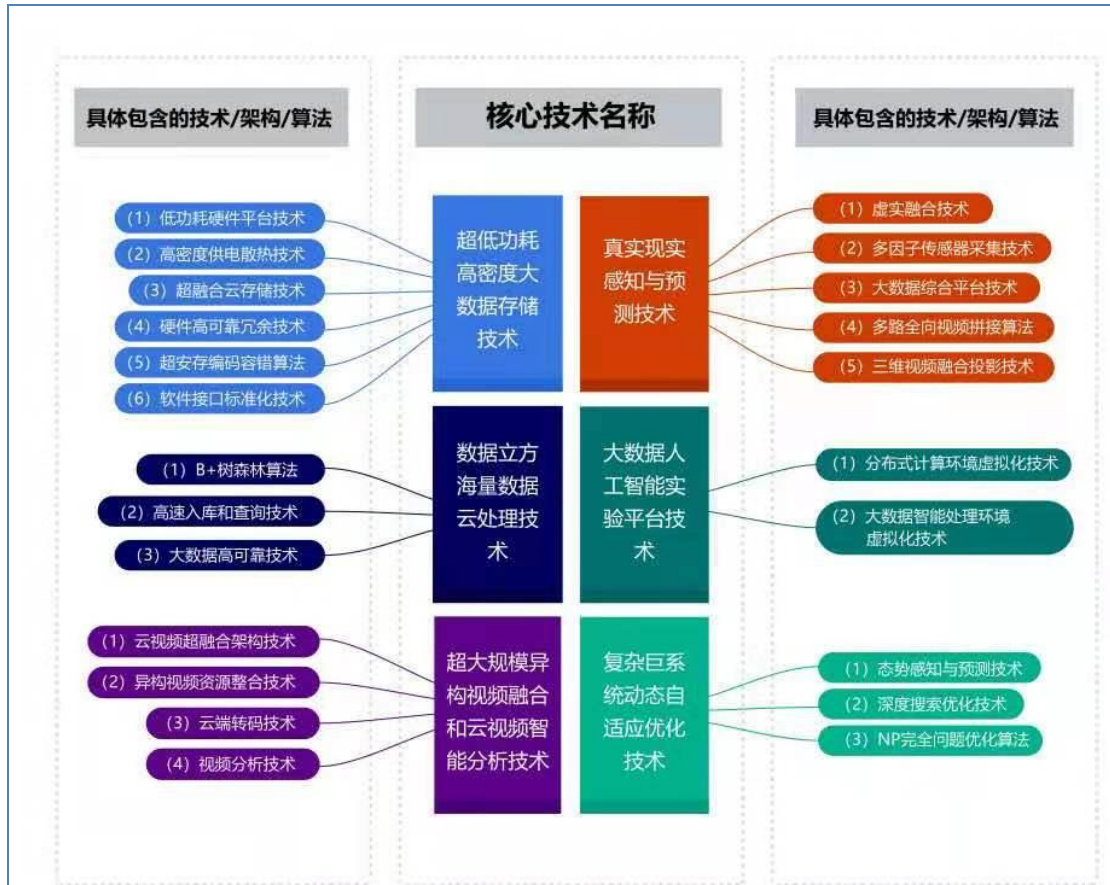 具体包含的技术/架构/算法
核心技术名称
具体包含的技术/架构/算法
（1）低功耗硬件平台技术
（2）高密度供电散热技术
（3）超融合云存储技术
（4）硬件高可靠冗余技术
（5）超安存编码容错算法
（6）软件接口标准化技术
超低功耗
高密度大
数据存储
技术
真实现实
感知与预
测技术
（1）虚实融合技术
（2）多因子传感器采集技术
（3）大数据综合平台技术
（4）多路全向视频拼接算法
（5）三维视频融合投影技术
（1）B+树森林算法
（2）高速入库和查询技术
（3）大数据高可靠技术
数据立方
海量数据
云处理技
术
大数据人
工智能实
验平台技
术
（1）分布式计算环境虚拟化技术
（2）大数据智能处理环境
虚拟化技术
（1）云视频超融合架构技术
（2）异构视频资源整合技术
（3）云端转码技术
（4）视频分析技术
超大规模异
构视频融合
和云视频智
能分析技术
复杂巨系
统动态自
适应优化
技术
（1）态势感知与预测技术
（2）深度搜索优化技术
（3）NP完全问题优化算法